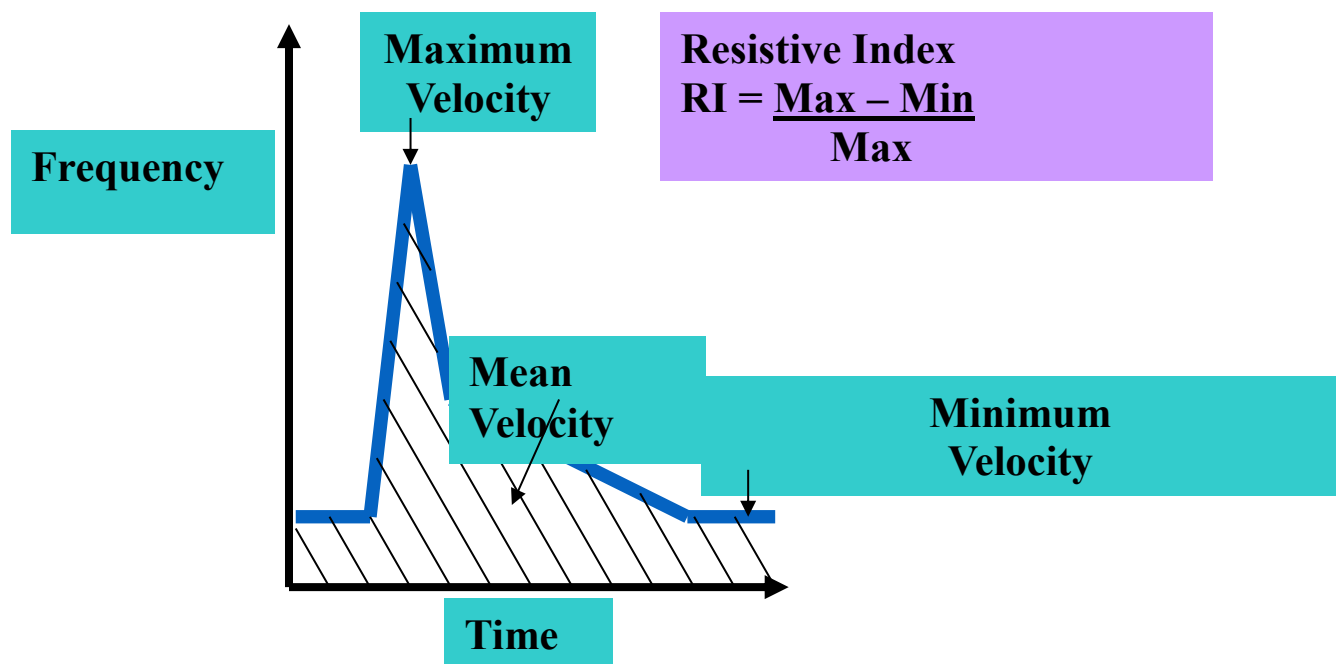 Maximum
Velocity
Resistive Index
RI = Max – Min
Max
Frequency
Mean
Velocity
Minimum
Velocity
Time